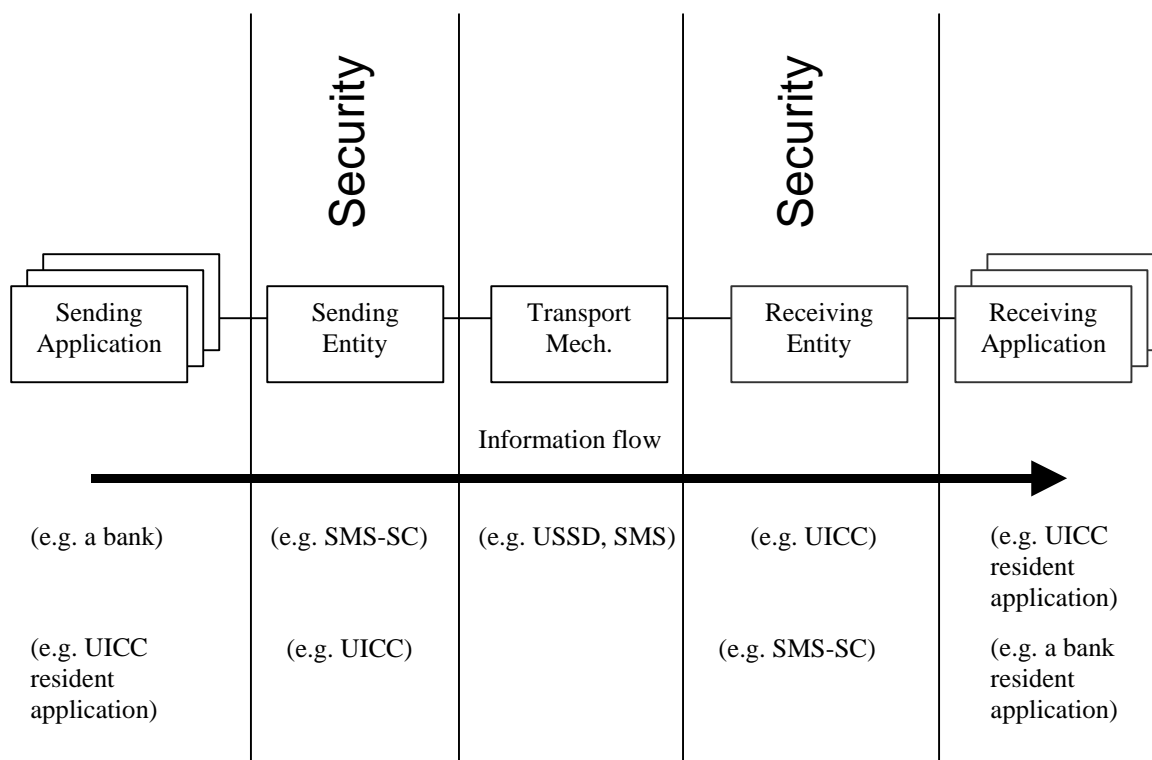 Security
Security
Sending
Application
Sending
Entity
Transport
Mech.
Receiving
Entity
Receiving
Application
Information flow
(e.g. a bank)
(e.g. SMS-SC)
(e.g. USSD, SMS)
(e.g. UICC)
(e.g. UICC
resident
application)
(e.g. UICC
resident
application)
(e.g. UICC)
(e.g. SMS-SC)
(e.g. a bank
resident
application)